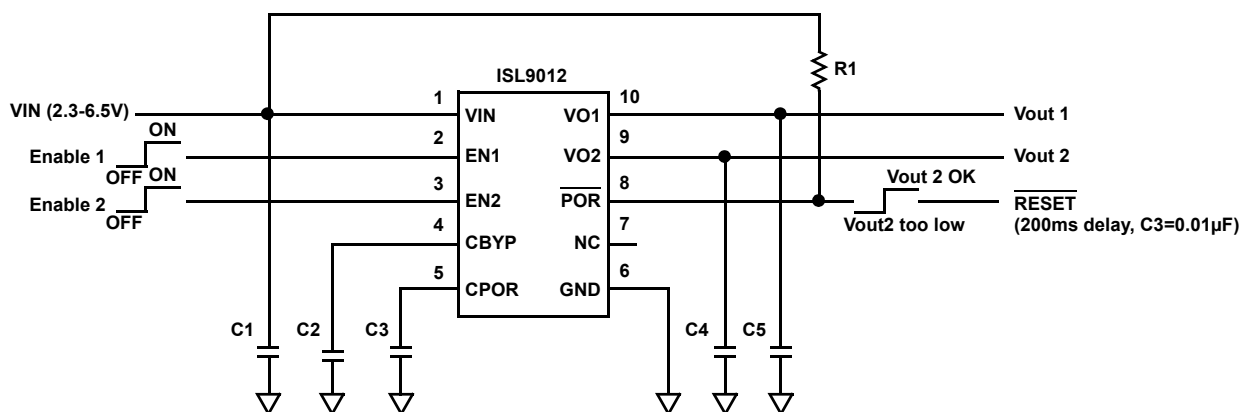 ISL9012
R1
VIN (2.3-6.5V)
1
VIN
VO1
10
Vout 1
ON
Enable 1
OFF
2
EN1
VO2
9
Vout 2
ON
Enable 2
OFF
3
EN2
POR
8
Vout 2 OK
Vout2 too low
RESET
(200ms delay, C3=0.01µF)
4
CBYP
NC
7
5
CPOR
GND
6
C1
C2
C3
C4
C5